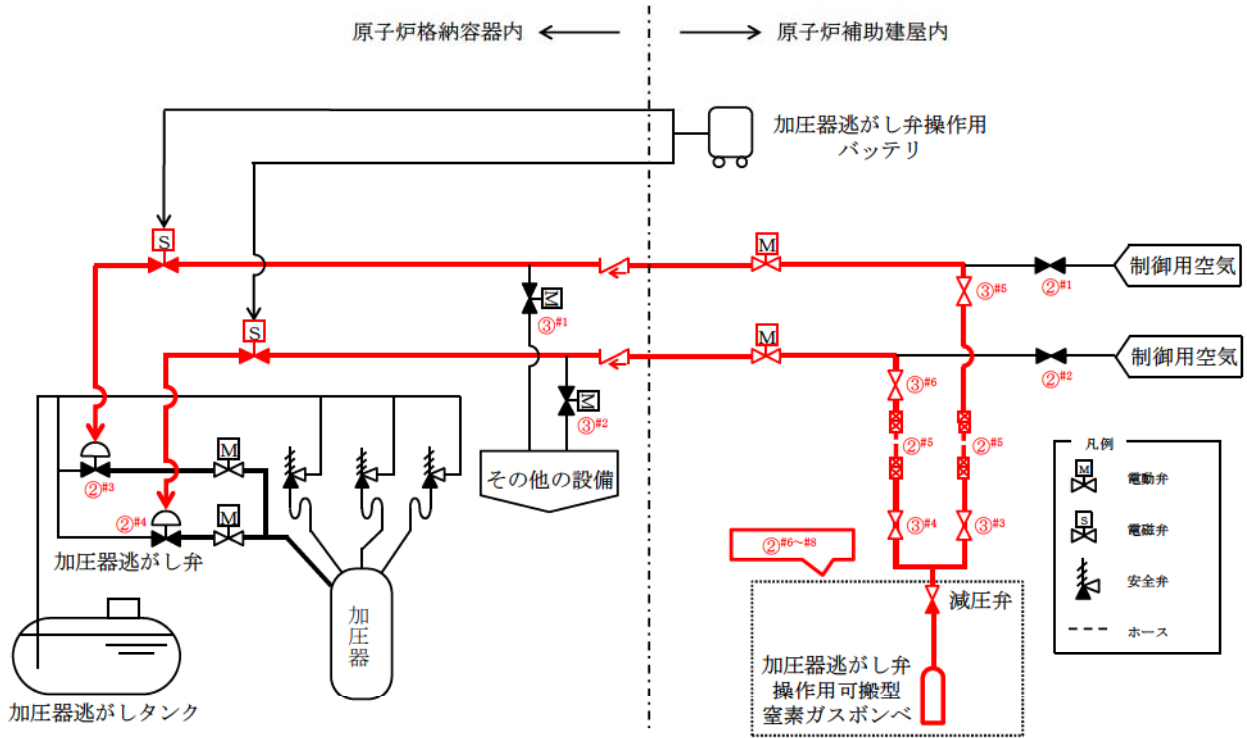 原子炉格納容器内
原子炉補助建屋内
加圧器逃がし弁操作用
バッテリ
S
M
制御用空気
②#1
③#5
M
③#1
S
M
制御用空気
②#2
③#6
M
③#2
②#5
②#5
M
②#3
その他の設備
②#4
M
③#4
③#3
加圧器逃がし弁
②#6～#8
減圧弁
加圧器
加圧器逃がし弁
操作用可搬型
窒素ガスボンベ
加圧器逃がしタンク
凡例
M
電動弁
S
電磁弁
安全弁
ホース